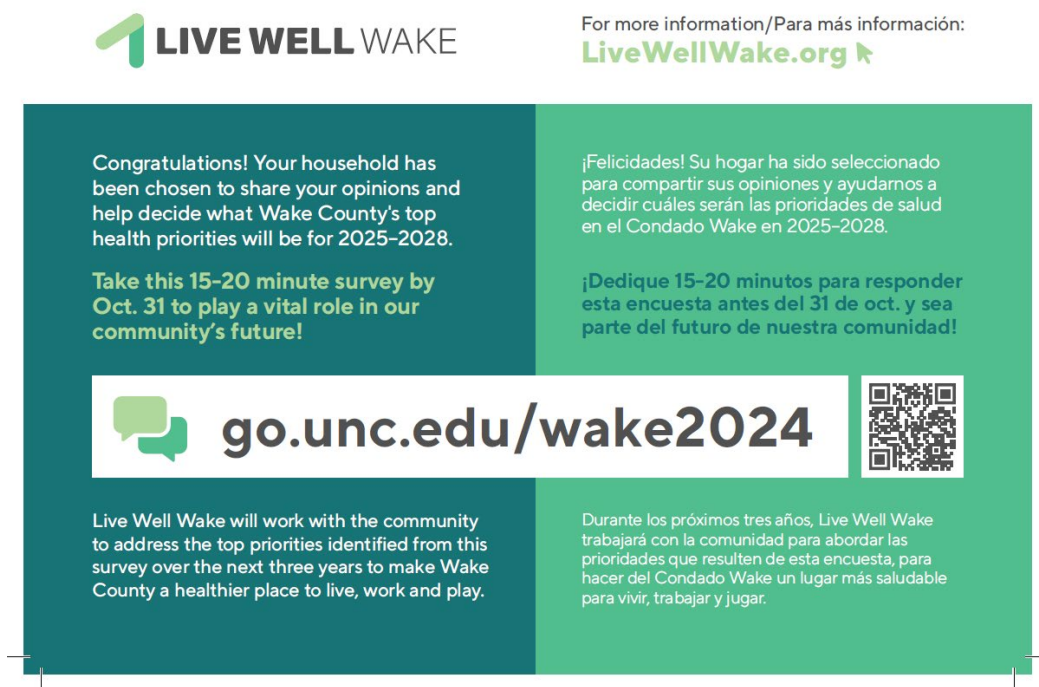 LIVE WELL WAKE
For more information/Para más información:
LiveWellWake.org
Congratulations! Your household has
been chosen to share your opinions and
help decide what Wake County's top
health priorities will be for 2025–2028.
Take this 15-20 minute survey by
Oct. 31 to play a vital role in our
community’s future!
¡Felicidades! Su hogar ha sido seleccionado
para compartir sus opiniones y ayudarnos a
decidir cuáles serán las prioridades de salud
en el Condado Wake en 2025–2028.
¡Dedique 15-20 minutos para responder
esta encuesta antes del 31 de oct. y sea
parte del futuro de nuestra comunidad!
go.unc.edu/wake2024
Live Well Wake will work with the community
to address the top priorities identified from this
survey over the next three years to make Wake
County a healthier place to live, work and play.
Durante los próximos tres años, Live Well Wake
trabajará con la comunidad para abordar las
prioridades que resulten de esta encuesta, para
hacer del Condado Wake un lugar más saludable
para vivir, trabajar y jugar.